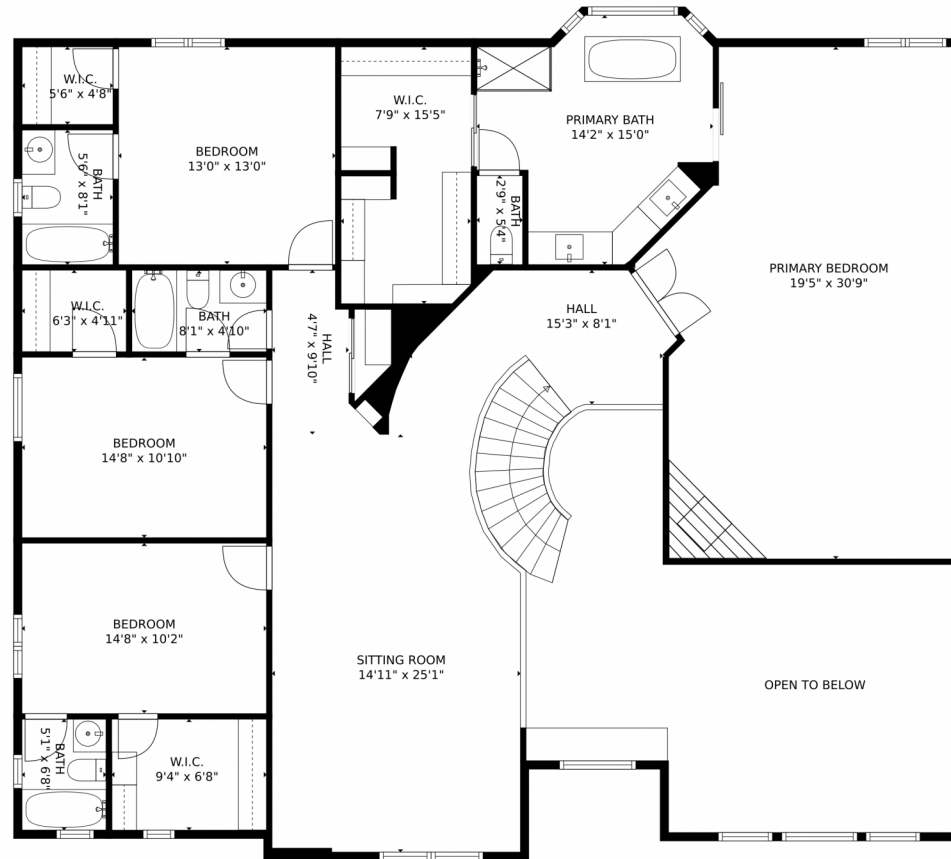 W.I.C.
5'6" x 4'8"
BEDROOM
13'0" x 13'0"
W.I.C.
7'9" x 15'5"
PRIMARY BATH
14'2" x 15'0"
BATH
5'6" x 8'1"
BATH
2'9" x 5'4"
PRIMARY BEDROOM
19'5" x 30'9"
W.I.C.
6'3" x 4'11"
BATH
8'1" x 4'10"
HALL
4'7" x 9'10"
HALL
15'3" x 8'1"
BEDROOM
14'8" x 10'10"
BEDROOM
14'8" x 10'2"
SITTING ROOM
14'11" x 25'1"
OPEN TO BELOW
BATH
5'1" x 6'8"
W.I.C.
9'4" x 6'8"